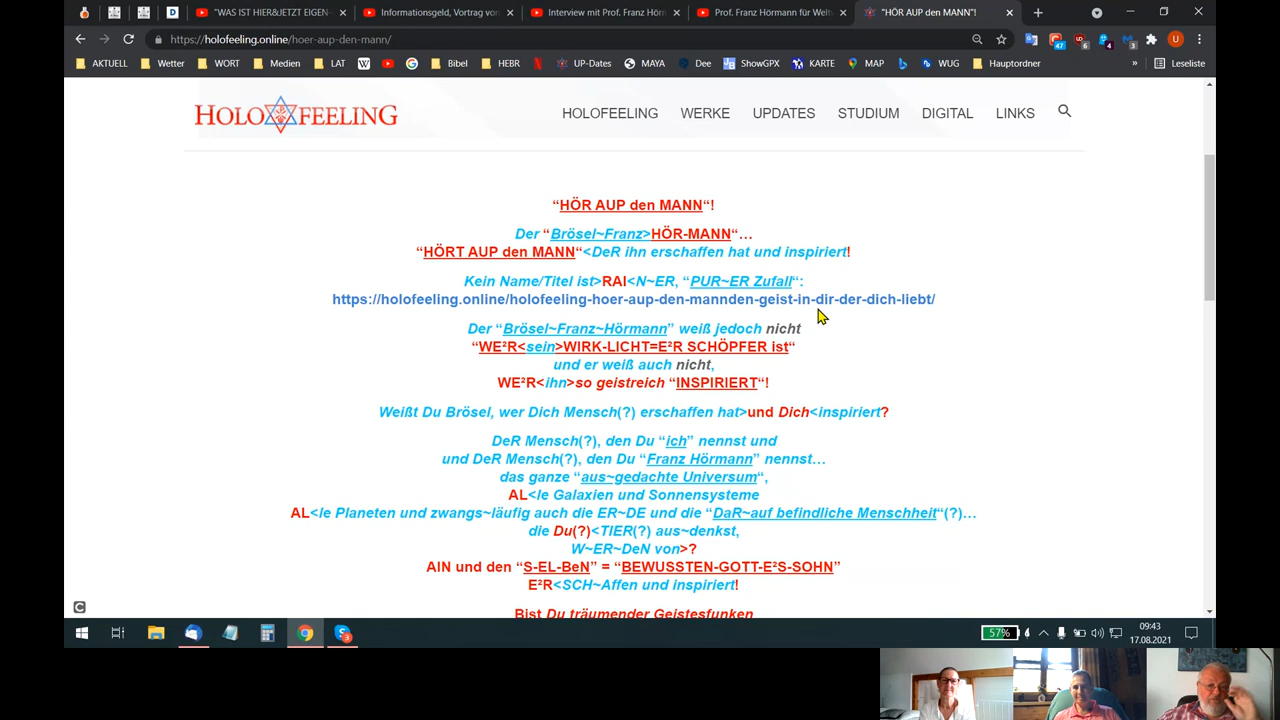 "WAS IST HIER&JETZT EIGEN-
Informationsgeld, Vortrag von
Interview mit Prof. Franz Hörm
Prof. Franz Hörmann für Welt
"HÖR AUP den MANN"!
https://holofeeling.online/hoer-aup-den-mann/
AKTUELL Wetter WORT Medien LAT Bibel HEBR UP-Dates MAYA Dee ShowGPX KARTE MAP WUG Hauptordner » Leseliste
HOLOFEELING
HOLOFEELING WERKE UPDATES STUDIUM DIGITAL LINKS
“HÖR AUP den MANN“!
Der “Brösel~Franz>HÖR-MANN“…
“HÖRT AUP den MANN“<DeR ihn erschaffen hat und inspiriert!
Kein Name/Titel ist>RAI<N~ER, “PUR~ER Zufall“:
https://holofeeling.online/holofeeling-hoer-aup-den-mannden-geist-in-dir-der-dich-liebt/
Der “Brösel~Franz~Hörmann” weiß jedoch nicht
“WE²R<sein>WIRK-LICHT=E²R SCHÖPFER ist“
und er weiß auch nicht,
WE²R<ihn>so geistreich “INSPIRIERT“!
Weißt Du Brösel, wer Dich Mensch(?) erschaffen hat>und Dich<inspiriert?
DeR Mensch(?), den Du “ich” nennst und
und DeR Mensch(?), den Du “Franz Hörmann” nennst…
das ganze “aus~gedachte Universum“,
AL<le Galaxien und Sonnensysteme
AL<le Planeten und zwangs~läufig auch die ER~DE und die “DaR~auf befindliche Menschheit“(?)…
die Du(?)<TIER(?) aus~denkst,
W~ER~DeN von>?
AIN und den “S-EL-BeN” = “BEWUSSTEN-GOTT-E²S-SOHN”
E²R<SCH~Affen und inspiriert!
Bist Du träumender Geistesfunken
57%
09:43
17.08.2021